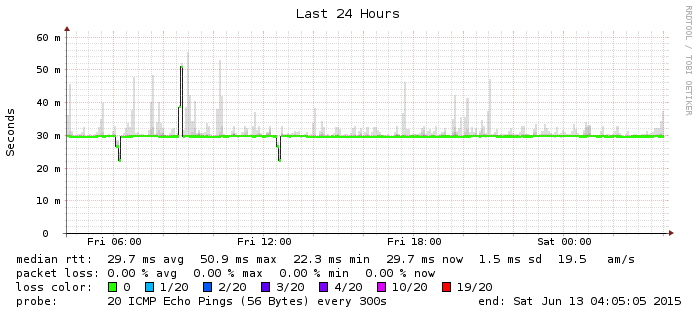 Last 24 Hours
RRDTOOL / TOBI OETIKER
Seconds
60 m
50 m
40 m
30 m
20 m
10 m
0
Fri 06:00 Fri 12:00 Fri 18:00 Sat 00:00
median rtt: 29.7 ms avg 50.9 ms max 22.3 ms min 29.7 ms now 1.5 ms sd 19.5 am/s
packet loss: 0.00 % avg 0.00 % max 0.00 % min 0.00 % now
loss color: 0 1/20 2/20 3/20 4/20 10/20 19/20
probe: 20 ICMP Echo Pings (56 Bytes) every 300s end: Sat Jun 13 04:05:05 2015